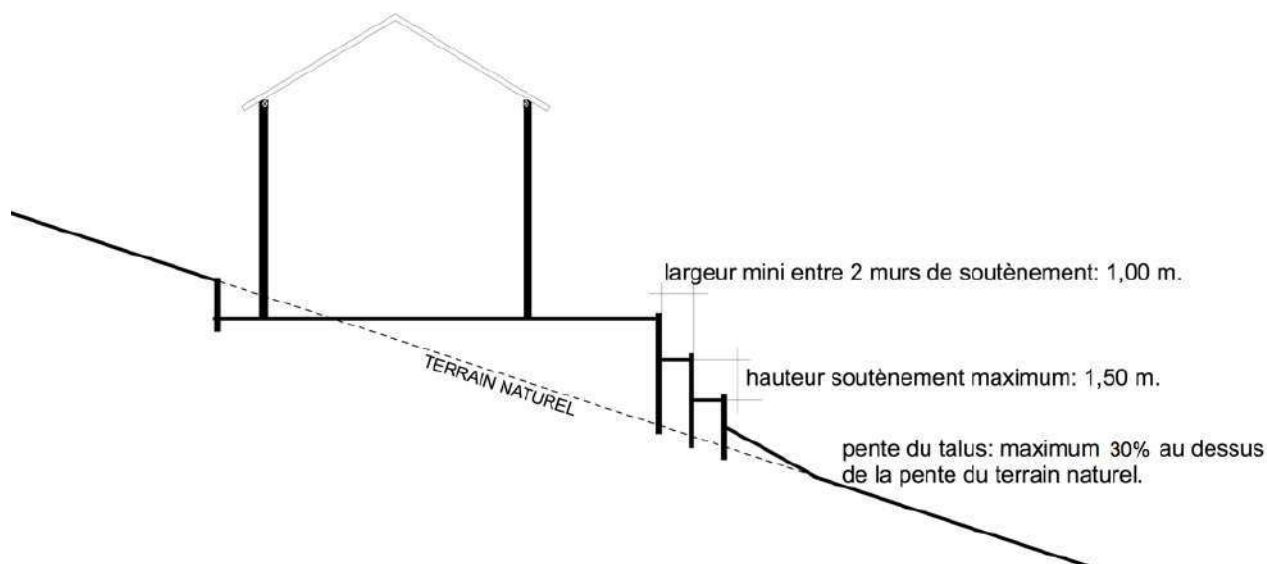 largeur mini entre 2 murs de soutènement: 1,00 m.
TERRAIN NATUREL
hauteur soutènement maximum: 1,50 m.
pente du talus: maximum 30% au dessus
de la pente du terrain naturel.